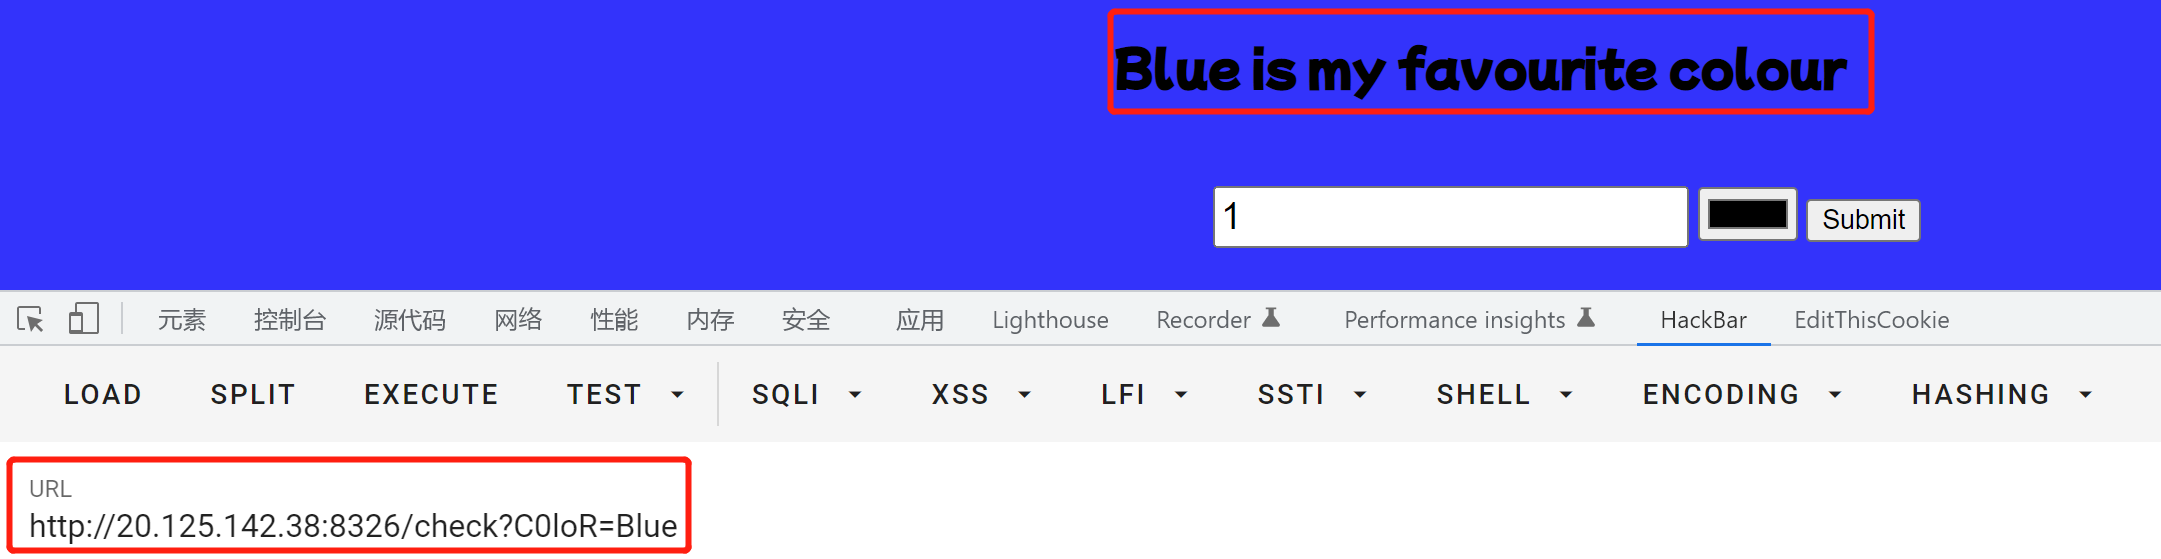 Blue is my favourite colour
1 Submit
元素 控制台 源代码 网络 性能 内存 安全 应用 Lighthouse Recorder Performance insights HackBar EditThisCookie
LOAD SPLIT EXECUTE TEST SQLI XSS LFI SSTI SHELL ENCODING HASHING
URL
http://20.125.142.38:8326/check?C0loR=Blue